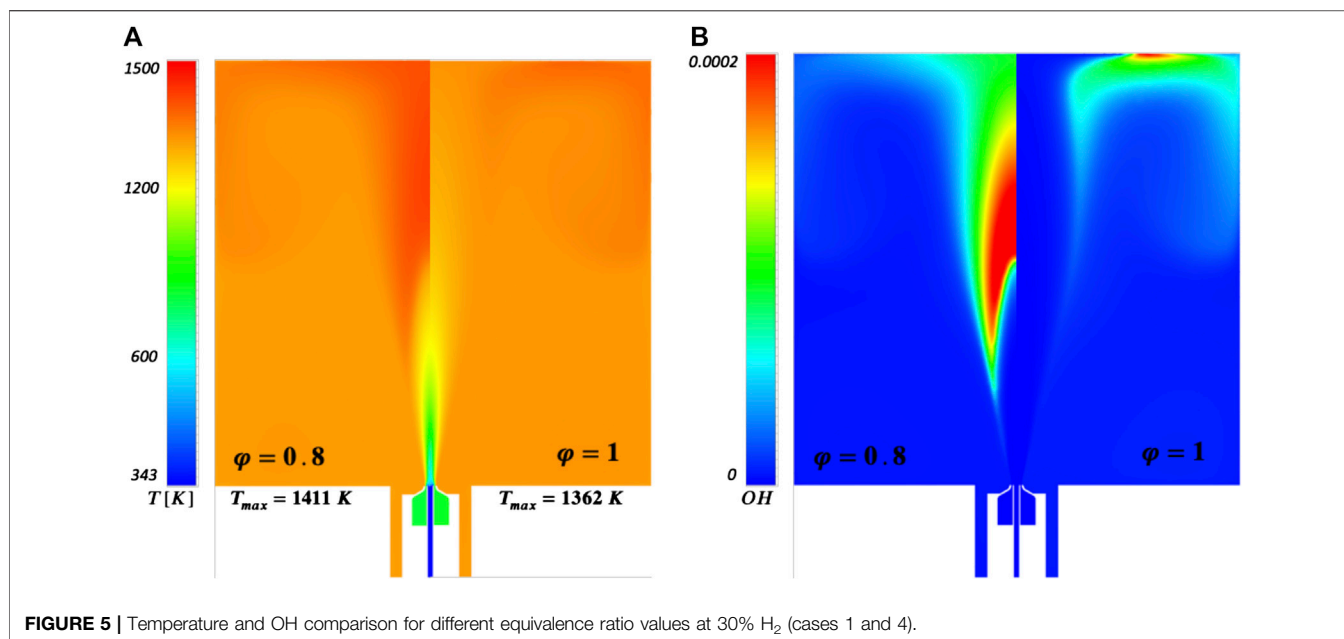 A
B
1500
1200
600
343
T [K]
φ = 0.8
φ = 1
T_max = 1411 K
T_max = 1362 K
0.0002
0
OH
φ = 0.8
φ = 1
FIGURE 5 | Temperature and OH comparison for different equivalence ratio values at 30% H₂ (cases 1 and 4).